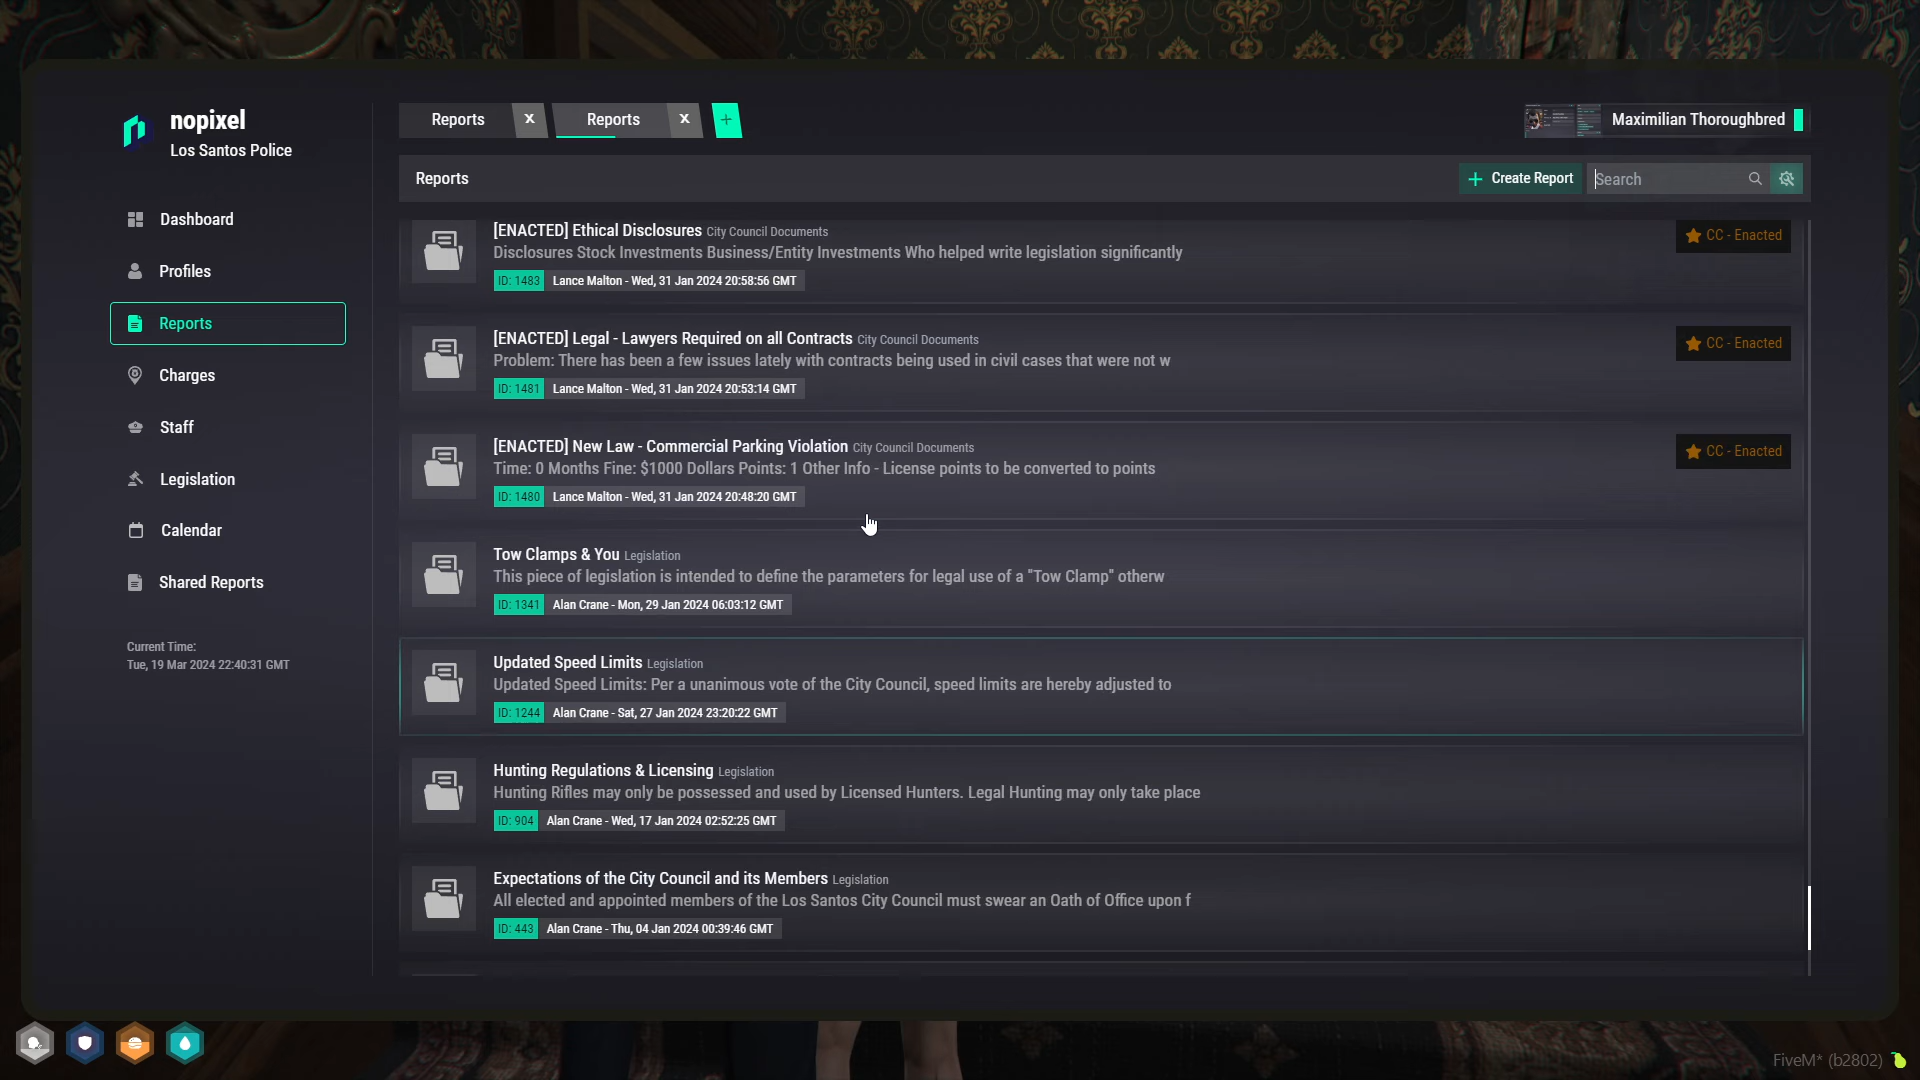 nopixel
Los Santos Police
Dashboard
Profiles
Reports
Charges
Staff
Legislation
Calendar
Shared Reports
Current Time:
Tue, 19 Mar 2024 22:40:31 GMT
Reports x Reports x +
Maximilian Thoroughbred
Reports
+ Create Report
Search
[ENACTED] Ethical Disclosures City Council Documents
CC - Enacted
Disclosures Stock Investments Business/Entity Investments Who helped write legislation significantly
ID: 1483 Lance Malton - Wed, 31 Jan 2024 20:58:56 GMT
[ENACTED] Legal - Lawyers Required on all Contracts City Council Documents
CC - Enacted
Problem: There has been a few issues lately with contracts being used in civil cases that were not w
ID: 1481 Lance Malton - Wed, 31 Jan 2024 20:53:14 GMT
[ENACTED] New Law - Commercial Parking Violation City Council Documents
CC - Enacted
Time: 0 Months Fine: $1000 Dollars Points: 1 Other Info - License points to be converted to points
ID: 1480 Lance Malton - Wed, 31 Jan 2024 20:48:20 GMT
Tow Clamps & You Legislation
This piece of legislation is intended to define the parameters for legal use of a "Tow Clamp" otherw
ID: 1341 Alan Crane - Mon, 29 Jan 2024 06:03:12 GMT
Updated Speed Limits Legislation
Updated Speed Limits: Per a unanimous vote of the City Council, speed limits are hereby adjusted to
ID: 1244 Alan Crane - Sat, 27 Jan 2024 23:20:22 GMT
Hunting Regulations & Licensing Legislation
Hunting Rifles may only be possessed and used by Licensed Hunters. Legal Hunting may only take place
ID: 904 Alan Crane - Wed, 17 Jan 2024 02:52:25 GMT
Expectations of the City Council and its Members Legislation
All elected and appointed members of the Los Santos City Council must swear an Oath of Office upon f
ID: 443 Alan Crane - Thu, 04 Jan 2024 00:39:46 GMT
FiveM* (b2802)